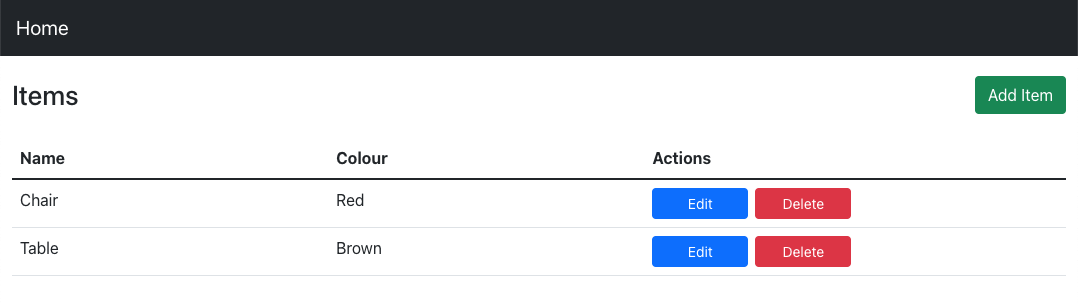 Home
Items Add Item
Name Colour Actions
Chair Red Edit Delete
Table Brown Edit Delete